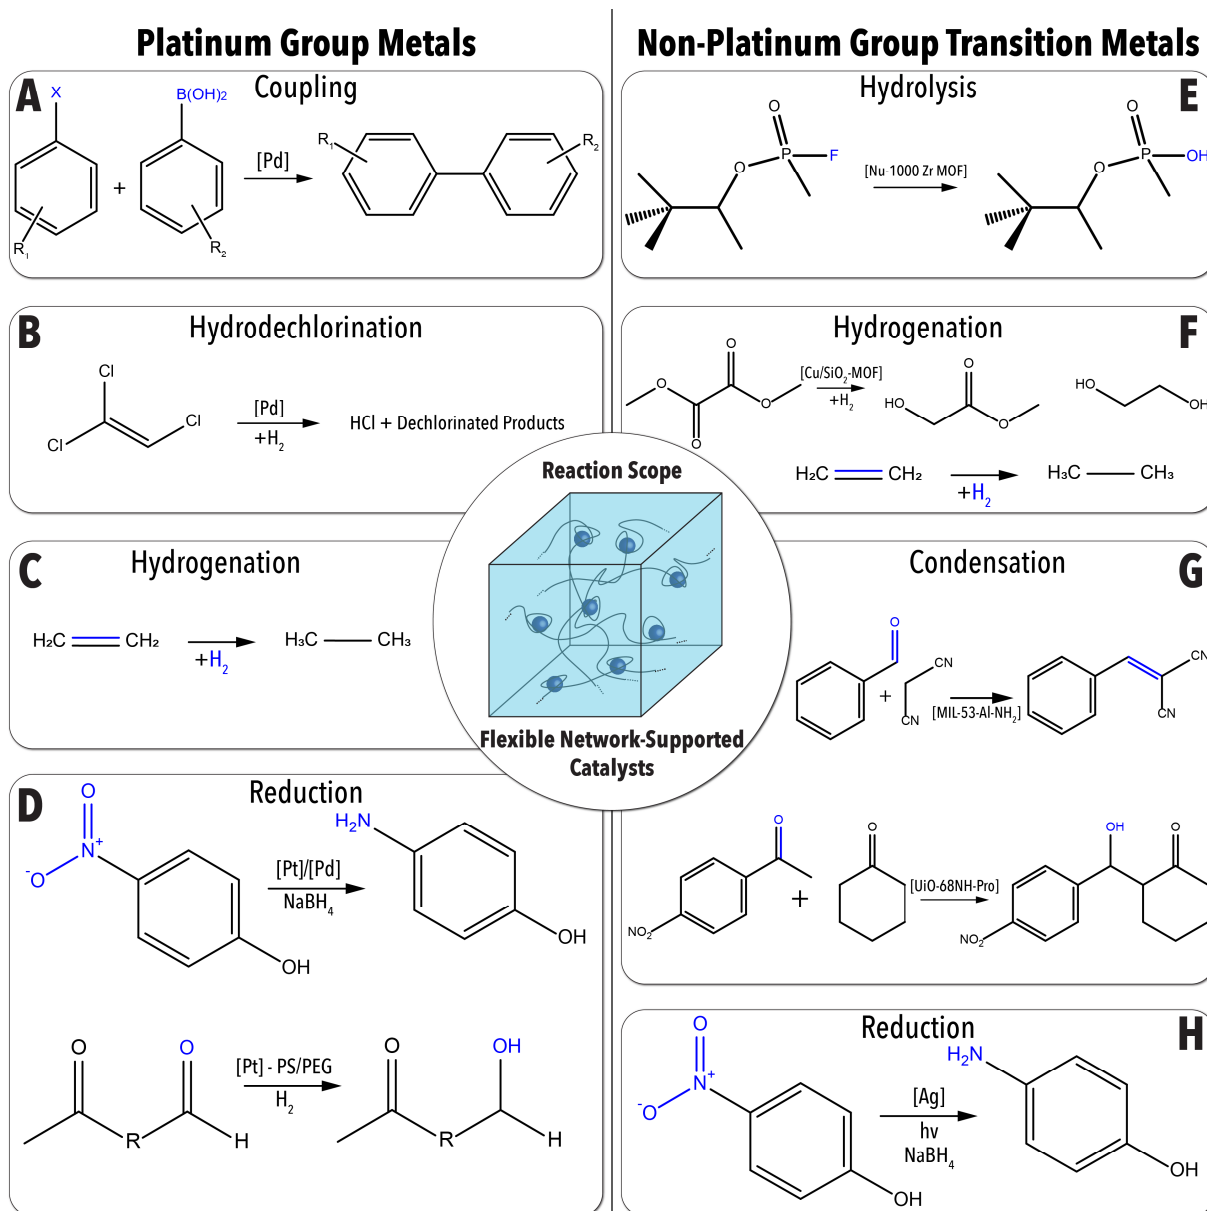 Platinum Group Metals
Non-Platinum Group Transition Metals
A
Coupling
X
B(OH)₂
R₁
+
R₂
[Pd]
R₁
R₂
B
Hydrodechlorination
Cl
Cl
Cl
[Pd]
+H₂
HCl + Dechlorinated Products
C
Hydrogenation
H₂C
CH₂
+H₂
H₃C
CH₃
D
Reduction
O
N⁺
⁻O
OH
[Pt]/[Pd]
NaBH₄
H₂N
OH
O
O
R
H
[Pt] - PS/PEG
H₂
O
OH
R
H
Reaction Scope
Flexible Network-Supported
Catalysts
Hydrolysis
E
O
P
F
O
[Nu-1000 Zr MOF]
O
P
OH
O
Hydrogenation
F
O
O
O
O
[Cu/SiO₂-MOF]
+H₂
HO
O
O
HO
OH
H₂C
CH₂
+H₂
H₃C
CH₃
Condensation
G
O
+
CN
CN
[MIL-53-Al-NH₂]
CN
CN
O
NO₂
+
O
[UiO-68NH-Pro]
OH
O
NO₂
Reduction
H
O
N⁺
⁻O
OH
[Ag]
hv
NaBH₄
H₂N
OH